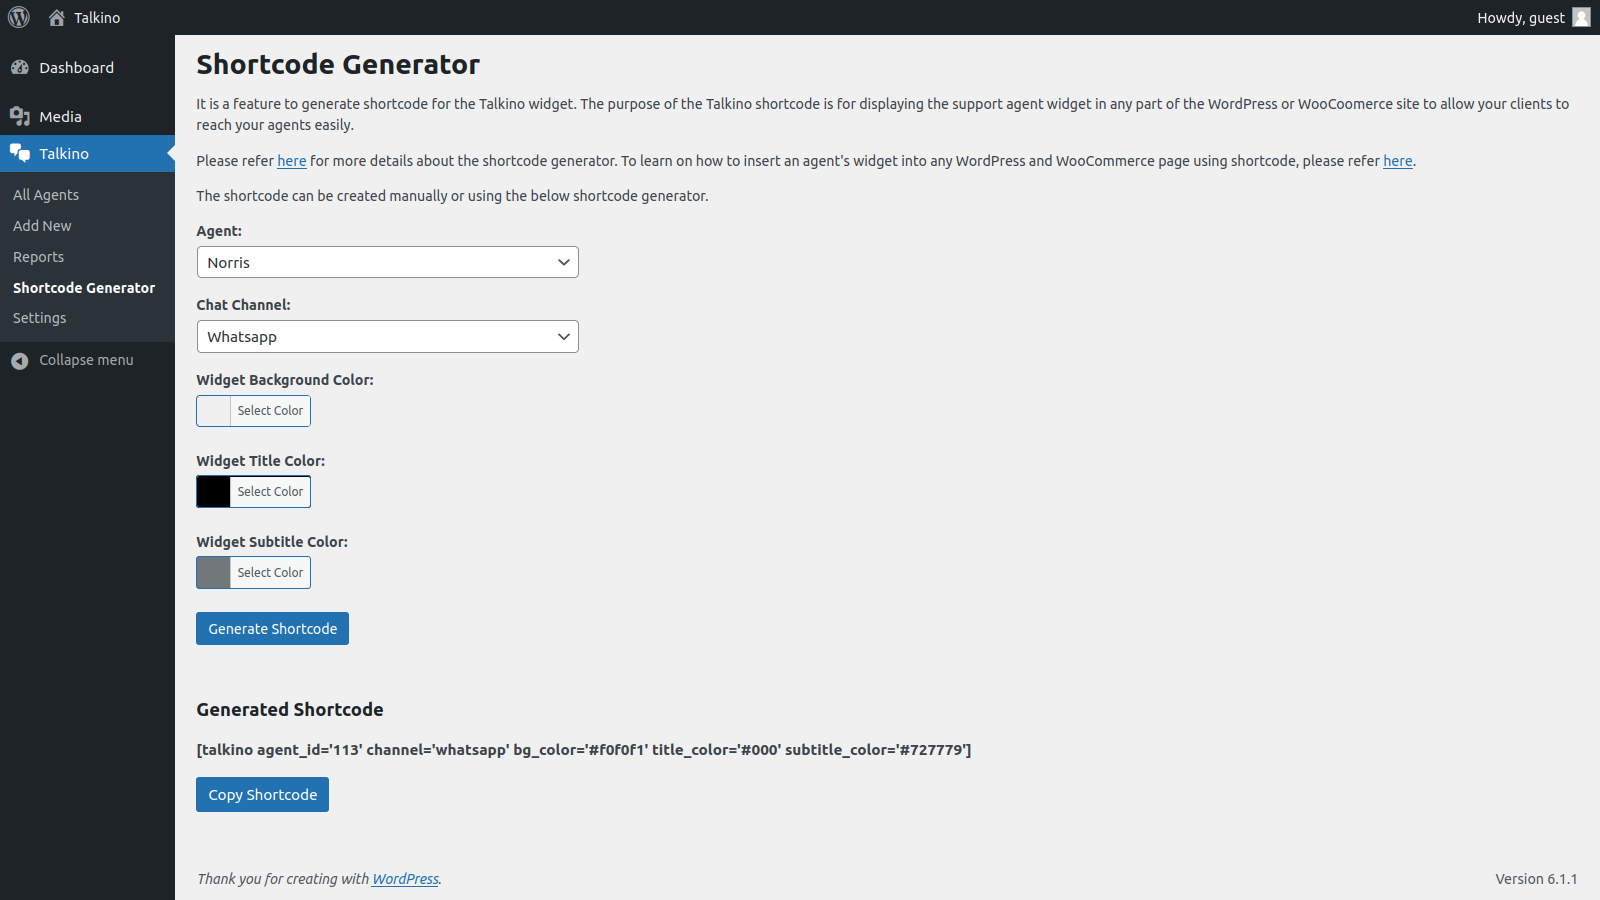 Talkino
Howdy, guest
Dashboard
Media
Talkino
All Agents
Add New
Reports
Shortcode Generator
Settings
Collapse menu
Shortcode Generator
It is a feature to generate shortcode for the Talkino widget. The purpose of the Talkino shortcode is for displaying the support agent widget in any part of the WordPress or WooCoomerce site to allow your clients to
reach your agents easily.
Please refer here for more details about the shortcode generator. To learn on how to insert an agent's widget into any WordPress and WooCommerce page using shortcode, please refer here.
The shortcode can be created manually or using the below shortcode generator.
Agent:
Norris
Chat Channel:
Whatsapp
Widget Background Color:
Select Color
Widget Title Color:
Select Color
Widget Subtitle Color:
Select Color
Generate Shortcode
Generated Shortcode
[talkino agent_id='113' channel='whatsapp' bg_color='#f0f0f1' title_color='#000' subtitle_color='#727779']
Copy Shortcode
Thank you for creating with WordPress.
Version 6.1.1